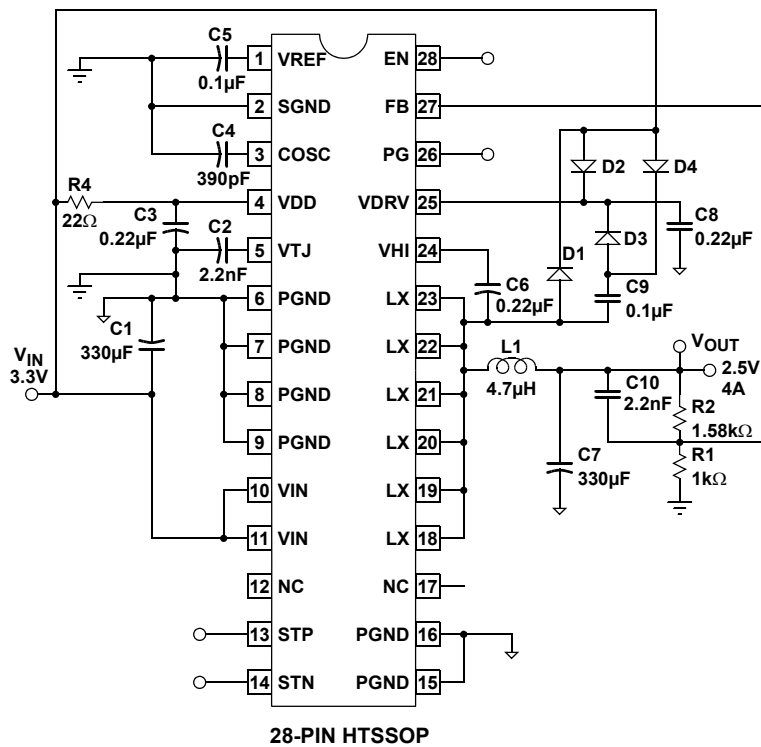 C5
0.1µF
1 VREF
EN 28
2 SGND
FB 27
C4
390pF
3 COSC
PG 26
D2
D4
R4
22Ω
C3
0.22µF
4 VDD
VDRV 25
C2
2.2nF
5 VTJ
VHI 24
D1
D3
C8
0.22µF
C6
0.22µF
C9
0.1µF
6 PGND
LX 23
C1
330µF
7 PGND
LX 22
L1
4.7µH
VOUT
2.5V
4A
VIN
3.3V
8 PGND
LX 21
C10
2.2nF
R2
1.58kΩ
9 PGND
LX 20
C7
330µF
R1
1kΩ
10 VIN
LX 19
11 VIN
LX 18
12 NC
NC 17
13 STP
PGND 16
14 STN
PGND 15
28-PIN HTSSOP